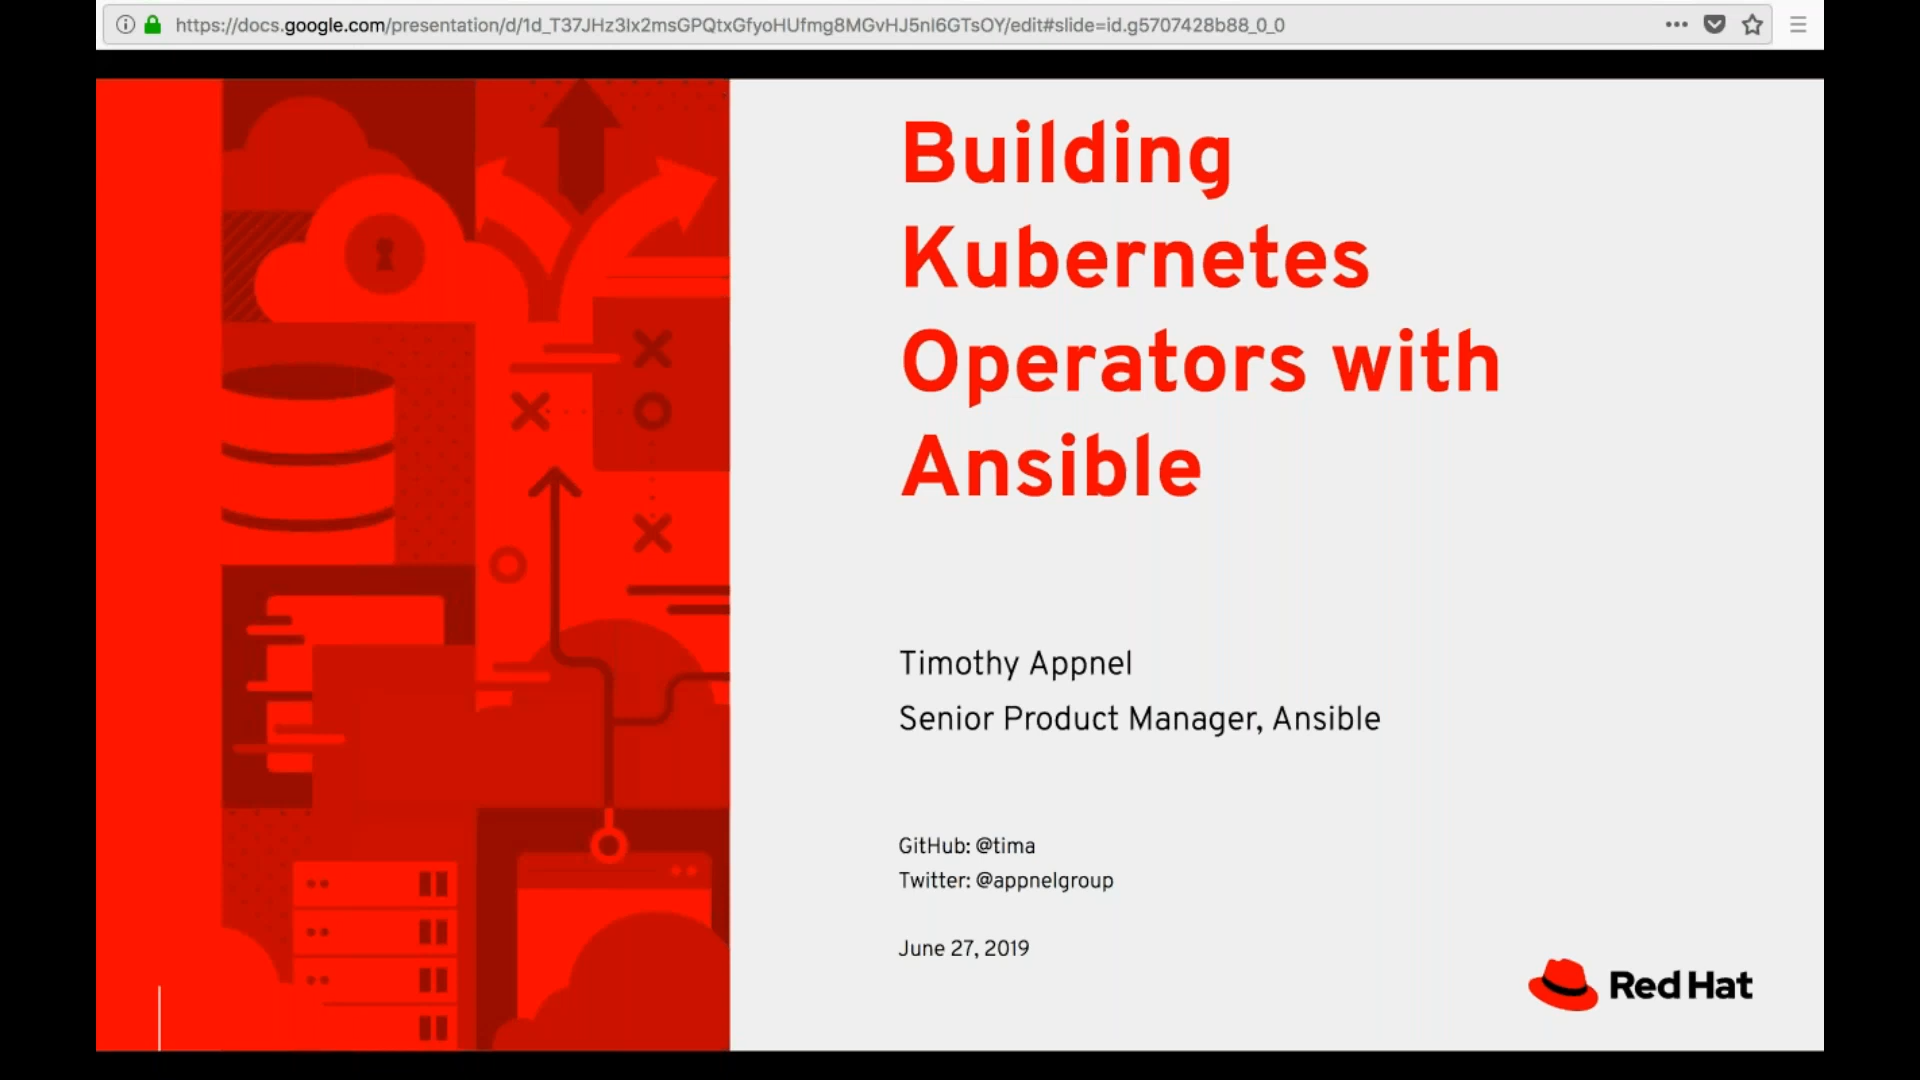 https://docs.google.com/presentation/d/1d_T37JHz3Ix2msGPQtxGfyoHUfmg8MGvHJ5nI6GTsOY/edit#slide=id.g5707428b88_0_0
Building
Kubernetes
Operators with
Ansible
Timothy Appnel
Senior Product Manager, Ansible
GitHub: @tima
Twitter: @appnelgroup
June 27, 2019
Red Hat